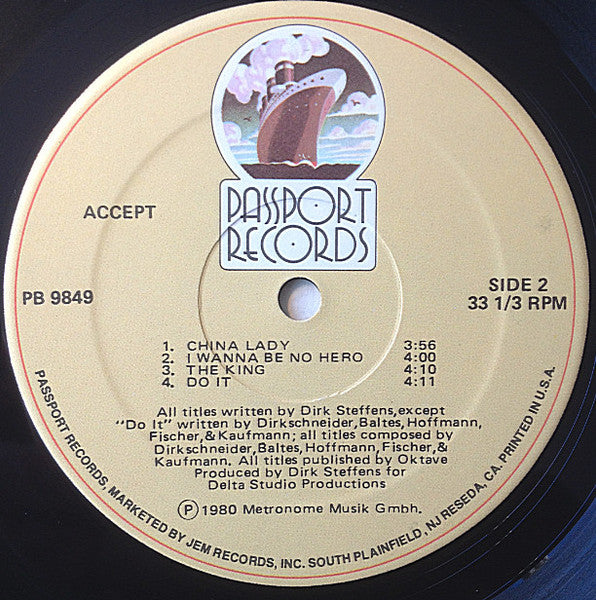 PASSPORT
RECORDS
ACCEPT
PB 9849
SIDE 2
33 1/3 RPM
1. CHINA LADY 3:56
2. I WANNA BE NO HERO 4:00
3. THE KING 4:10
4. DO IT 4:11
All titles written by Dirk Steffens, except
"Do It" written by Dirkschneider, Baltes, Hoffmann,
Fischer, & Kaufmann; all titles composed by
Dirkschneider, Baltes, Hoffmann, Fischer, &
Kaufmann. All titles published by Oktave
Produced by Dirk Steffens for
Delta Studio Productions
Ⓟ 1980 Metronome Musik Gmbh.
PASSPORT RECORDS, MARKETED BY JEM RECORDS, INC. SOUTH PLAINFIELD, NJ RESEDA, CA. PRINTED IN U.S.A.